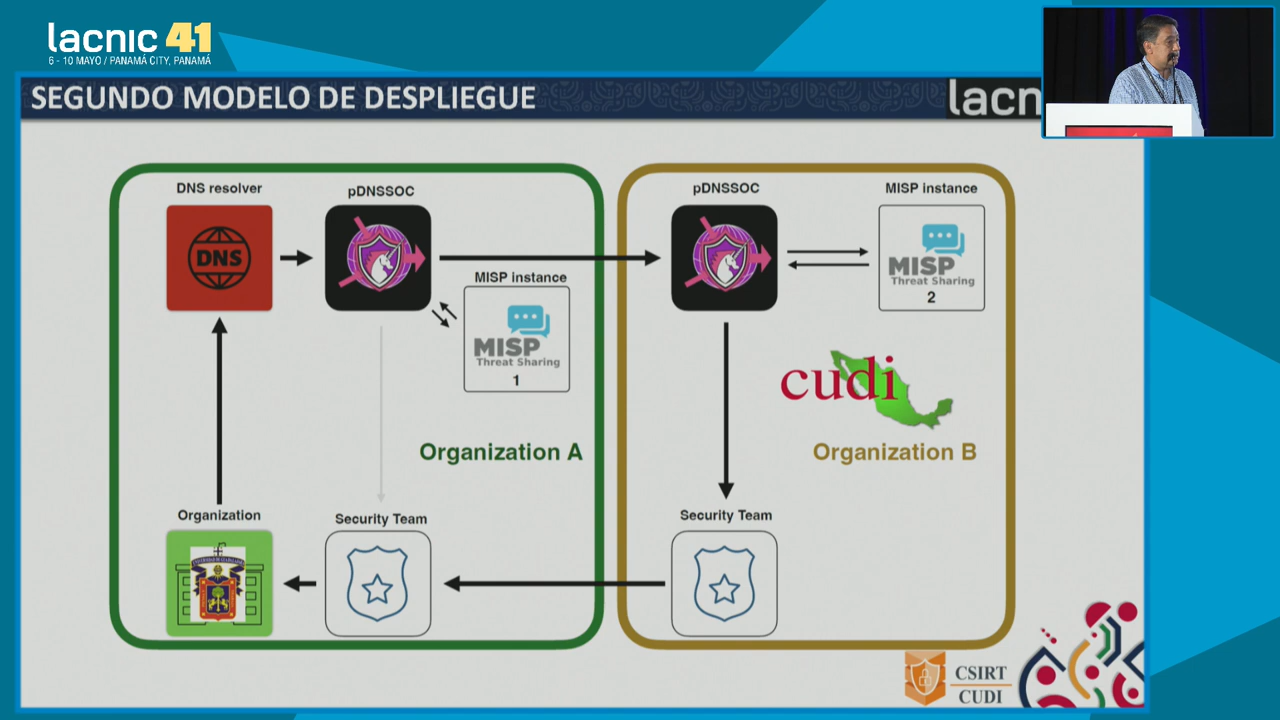 lacnic 41
6 - 10 MAYO / PANAMÁ CITY, PANAMÁ
SEGUNDO MODELO DE DESPLIEGUE
lacn
DNS resolver
pDNSSOC
pDNSSOC
MISP instance
DNS
MISP instance
MISP
Threat Sharing
2
MISP
Threat Sharing
1
cudi
Organization A
Organization B
Organization
Security Team
Security Team
CSIRT
CUDI